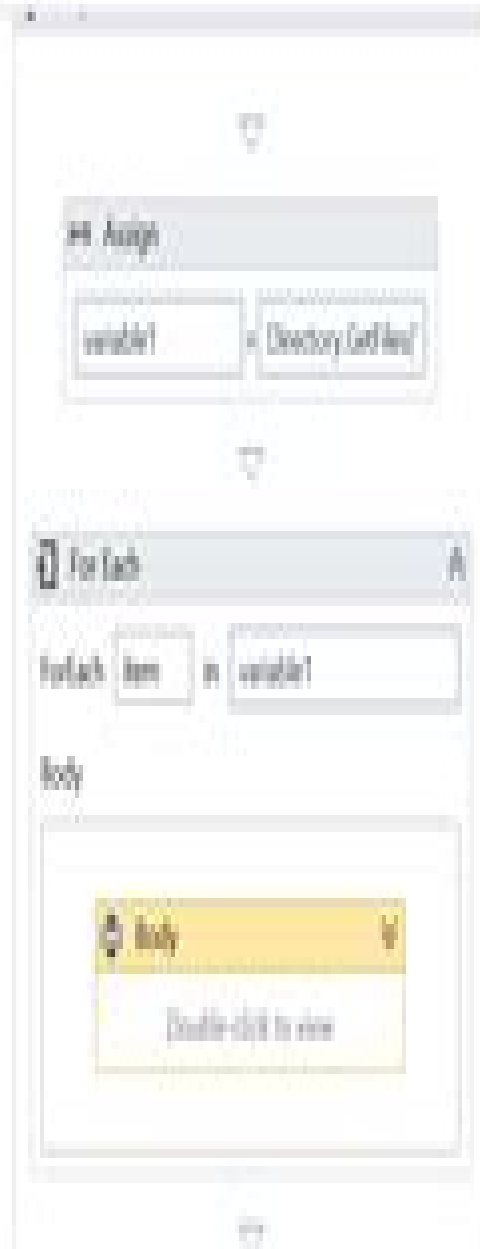 Assign
variable1 = Directory.GetFiles(
For Each
ForEach item in variable1
Body
Body
Double-click to view